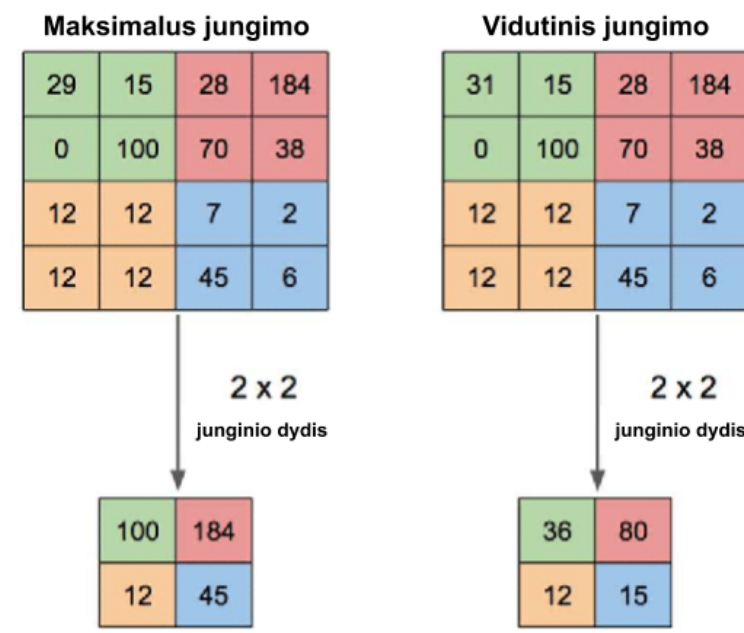 Maksimalus jungimo
29 15 28 184
0 100 70 38
12 12 7 2
12 12 45 6
2 x 2
junginio dydis
100 184
12 45
Vidutinis jungimo
31 15 28 184
0 100 70 38
12 12 7 2
12 12 45 6
2 x 2
junginio dydis
36 80
12 15